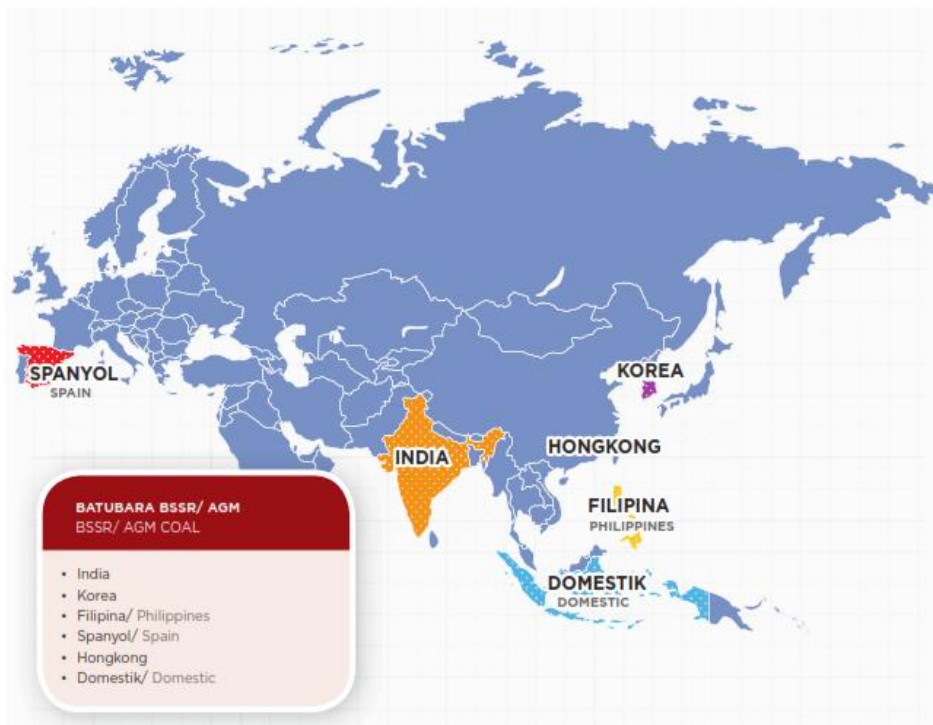 KOREA
SPANYOL
SPAIN
HONGKONG
INDIA
FILIPINA
PHILIPPINES
DOMESTIK
DOMESTIC
BATUBARA BSSR/ AGM
BSSR/ AGM COAL
• India
• Korea
• Filipina/ Philippines
• Spanyol/ Spain
• Hongkong
• Domestik/ Domestic